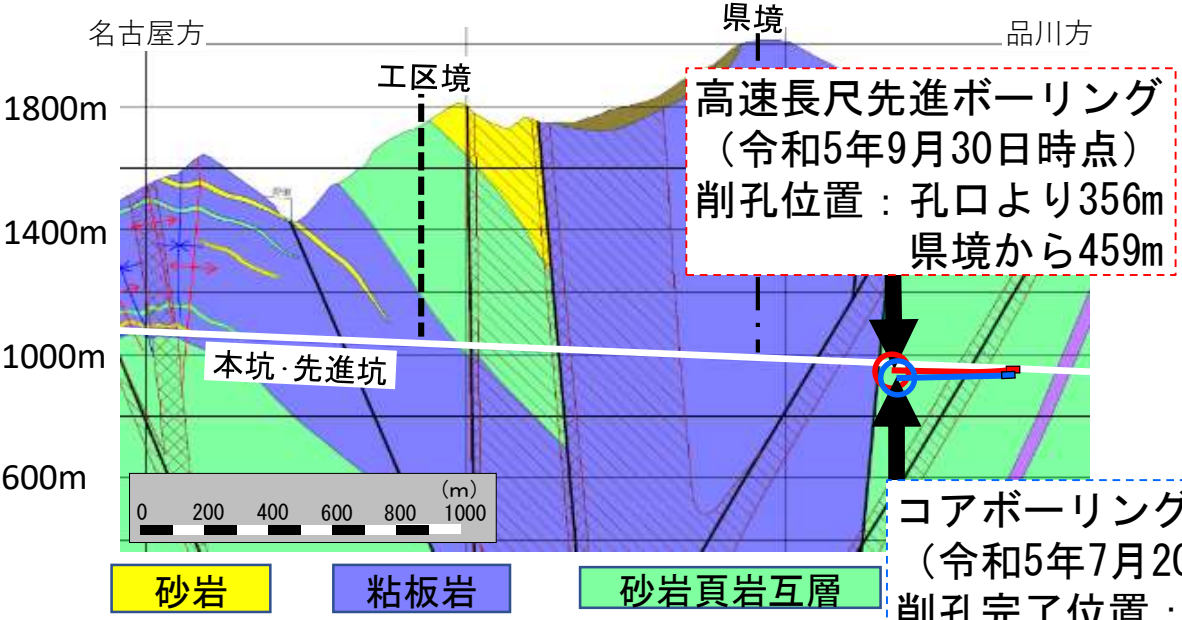 名古屋方
県境
品川方
工区境
高速長尺先進ボーリング
（令和5年9月30日時点）
削孔位置：孔口より356m
県境から459m
1800m
1400m
1000m
600m
本坑・先進坑
(m)
0 200 400 600 800 1000
コアボーリング
（令和5年7月20
削孔完了位置：
砂岩
粘板岩
砂岩頁岩互層